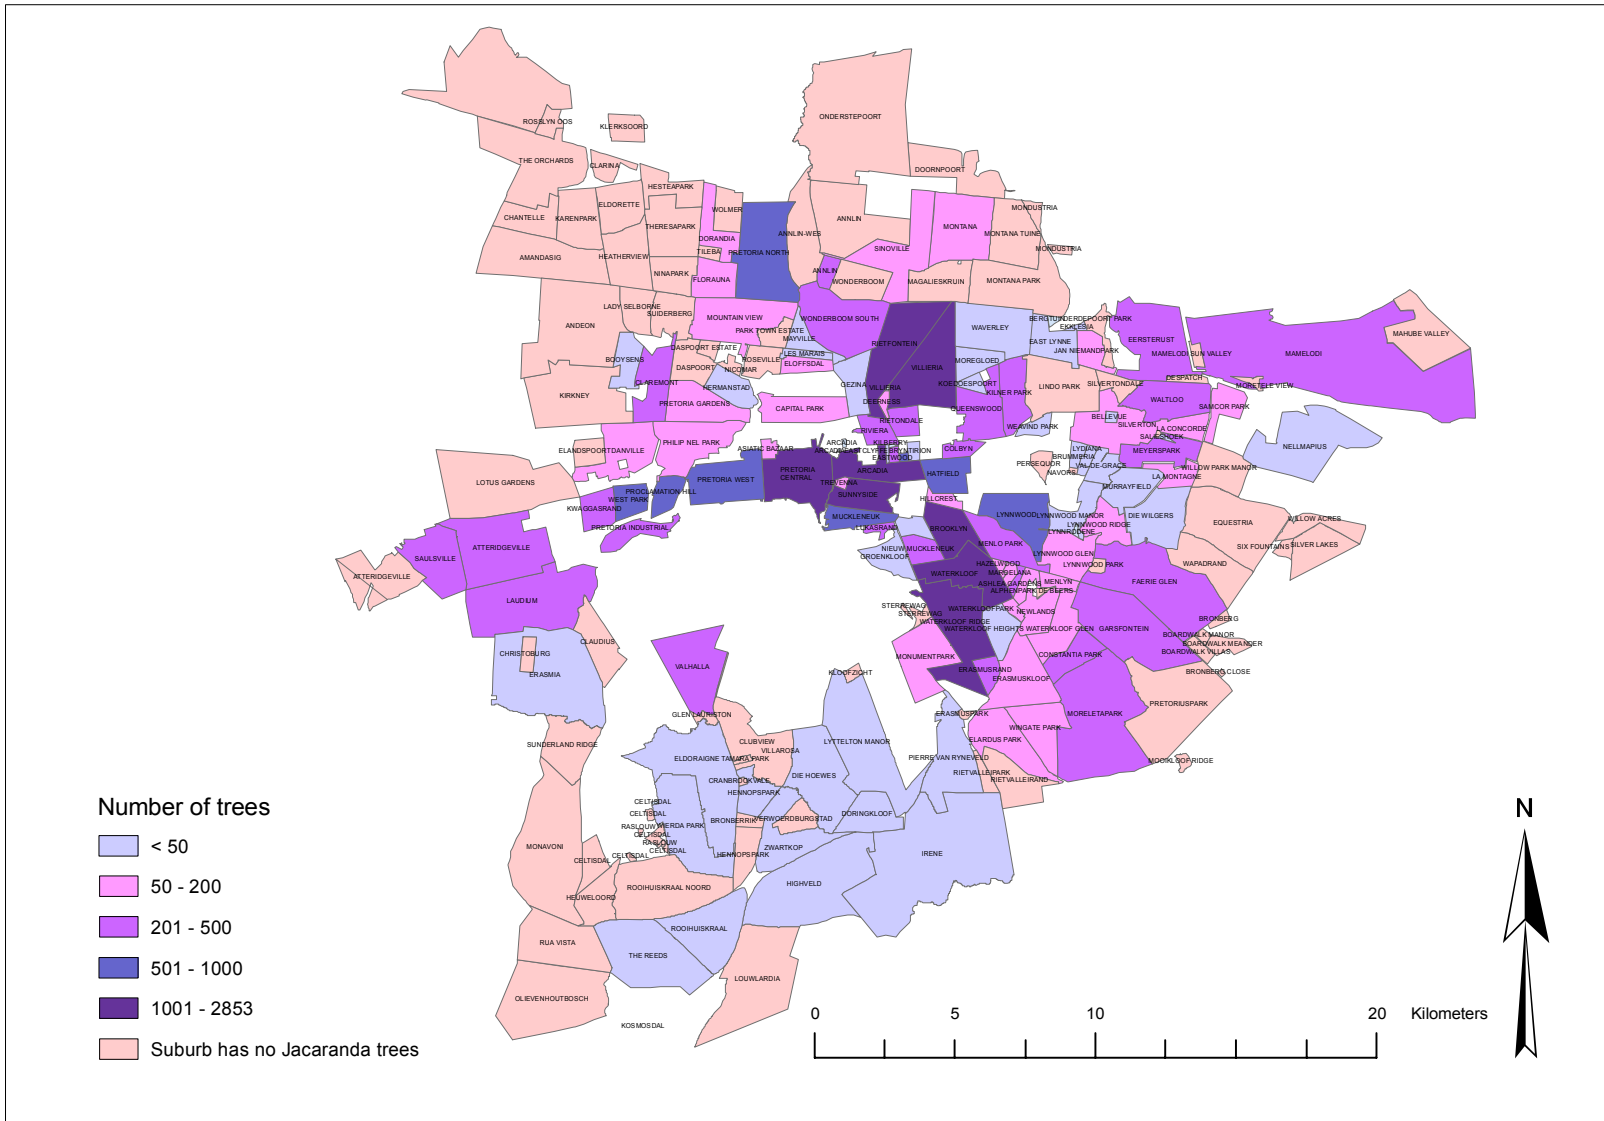 ROSSLYN OOS
KLERKSOORD
ONDERSTEPOORT
THE ORCHARDS
CLARINA
DOORNPOORT
HESTEAPARK
CHANTELLE
KARENPARK
ELDORETTE
THERESAPARK
WOLMER
DORANDIA
TILEBA
PRETORIA NORTH
ANNLIN-WES
ANNLIN
SINOVILLE
MONTANA
MONTANA TUINE
MONDUSTRIA
MONDUSTRIA
AMANDASIG
HEATHERVIEW
NINAPARK
FLORAUNA
ANNLIN
WONDERBOOM
MAGALIESKRUIN
MONTANA PARK
ANDEON
LADY SELBORNE
SUIDERBERG
MOUNTAIN VIEW
PARK TOWN ESTATE
MAYVILLE
WONDERBOOM SOUTH
RIETFONTEIN
VILLIERIA
VILLIERIA
WAVERLEY
BERGTUIN
DERDEPOORT PARK
EKKLESIA
EAST LYNNE
JAN NIEMANDPARK
EERSTERUST
MAMELODI SUN VALLEY
MAMELODI
MAHUBE VALLEY
BOOYSENS
DASPOORT ESTATE
DASPOORT
NICOMAR
ROSEVILLE
LES MARAIS
ELOFFSDAL
HERMANSTAD
GEZINA
MOREGLOED
KOEDOESPOORT
KILNER PARK
LINDO PARK
SILVERTONDALE
DESPATCH
MORETELE VIEW
WALTLOO
SAMCOR PARK
KIRKNEY
CLAREMONT
PRETORIA GARDENS
CAPITAL PARK
DEERNESS
RIETONDALE
RIVIERA
QUEENSWOOD
WEAVIND PARK
BELLEVUE
SILVERTON
LA CONCORDE
SALIESHOEK
MEYERSPARK
NELLMAPIUS
ELANDSPOORT
DANVILLE
PHILIP NEL PARK
ASIATIC BAZAAR
ARCADIA
KILBERRY
BRYNTIRION
EASTWOOD
COLBYN
LYDIANA
BRUMMERIA
VAL-DE-GRACE
PERSEQUOR
NAVORS
WILLOW PARK MANOR
LA MONTAGNE
MURRAYFIELD
LOTUS GARDENS
PROCLAMATION HILL
WEST PARK
KWAGGASRAND
PRETORIA INDUSTRIAL
PRETORIA WEST
PRETORIA
CENTRAL
TREVENNA
ARCADIA
SUNNYSIDE
HATFIELD
HILLCREST
MUCKLENEUK
LUKASRAND
BROOKLYN
LYNNWOOD
LYNNWOOD MANOR
LYNNWOOD RIDGE
LYNNRODENE
DIE WILGERS
EQUESTRIA
WILLOW ACRES
SIX FOUNTAINS
SILVER LAKES
WAPADRAND
SAULSVILLE
ATTERIDGEVILLE
ATTERIDGEVILLE
LAUDIUM
NIEUW MUCKLENEUK
GROENKLOOF
MENLO PARK
LYNNWOOD GLEN
LYNNWOOD PARK
HAZELWOOD
WATERKLOOF
ASHLEA GARDENS
MENLYN
ALPHENPARK
DE BEERS
FAERIE GLEN
STERREWAG
STERREWAG
WATERKLOOFPARK
NEWLANDS
WATERKLOOF RIDGE
WATERKLOOF HEIGHTS
WATERKLOOF GLEN
GARSFONTEIN
BRONBERG
BOARDWALK MANOR
BOARDWALK MEANDER
BOARDWALK VILLAS
BRONBERG CLOSE
CLAUDIUS
CHRISTOBURG
ERASMIA
VALHALLA
MONUMENTPARK
ERASMUSRAND
ERASMUSKLOOF
CONSTANTIA PARK
MORELETAPARK
PRETORIUSPARK
MOOIKLOOF RIDGE
KLOOFZICHT
GLEN LAURISTON
ERASMUSPARK
WINGATE PARK
ELARDUS PARK
SUNDERLAND RIDGE
CLUBVIEW
VILLAROSA
ELDORAIGNE
TAMARA PARK
LYTTELTON MANOR
PIERRE VAN RYNEVELD
RIETVALLEIPARK
RIETVALLEIRAND
CRANBROOKVALE
DIE HOEWES
HENNOPSPARK
CELTISDAL
CELTISDAL
RASLOUW
CELTISDAL
RASLOUW
CELTISDAL
WIERDA PARK
BRONBERRIK
VERWOERDBURGSTAD
DORINGKLOOF
MONAVONI
CELTISDAL
CELTISDAL
HENNOPSPARK
ZWARTKOP
IRENE
HEUWELOORD
ROOIHUISKRAAL NOORD
HIGHVELD
RUA VISTA
ROOIHUISKRAAL
THE REEDS
LOUWLARDIA
OLIEVENHOUTBOSCH
KOSMOSDAL
Number of trees
< 50
50 - 200
201 - 500
501 - 1000
1001 - 2853
Suburb has no Jacaranda trees
0 5 10 20 Kilometers
N